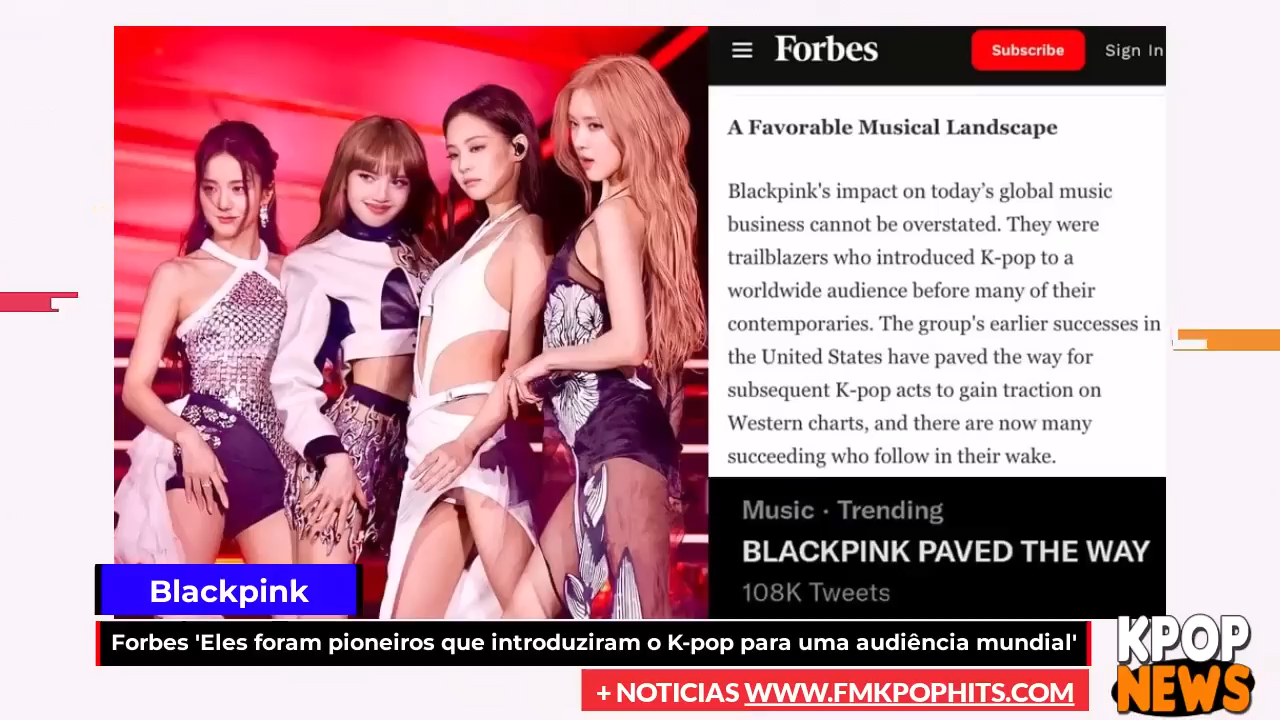 Forbes
Subscribe
Sign In
A Favorable Musical Landscape
Blackpink's impact on today's global music
business cannot be overstated. They were
trailblazers who introduced K-pop to a
worldwide audience before many of their
contemporaries. The group's earlier successes in
the United States have paved the way for
subsequent K-pop acts to gain traction on
Western charts, and there are now many
succeeding who follow in their wake.
Music · Trending
BLACKPINK PAVED THE WAY
108K Tweets
Blackpink
Forbes 'Eles foram pioneiros que introduziram o K-pop para uma audiência mundial'
+ NOTICIAS WWW.FMKPOPHITS.COM
KPOP
NEWS